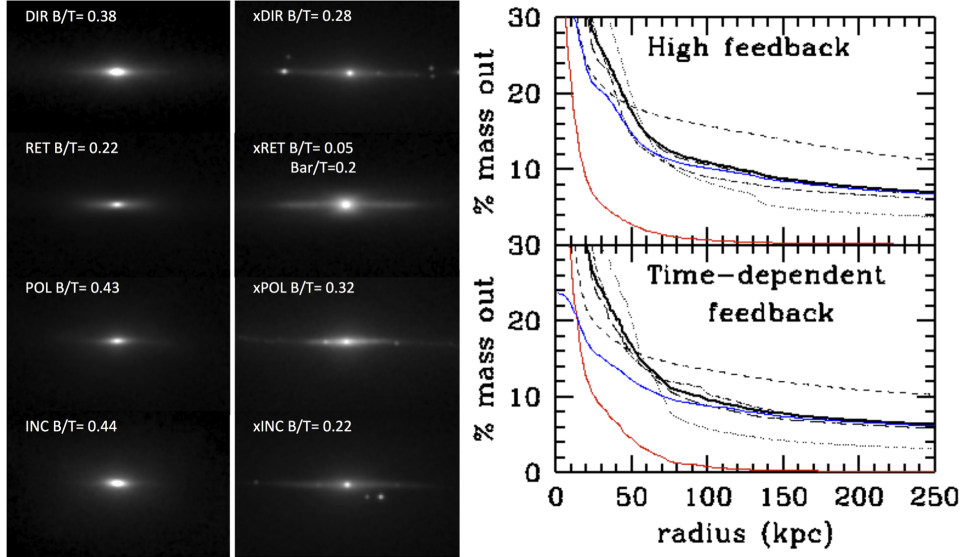 DIR B/T= 0.38
xDIR B/T= 0.28
RET B/T= 0.22
xRET B/T= 0.05
Bar/T=0.2
POL B/T= 0.43
xPOL B/T= 0.32
INC B/T= 0.44
xINC B/T= 0.22
30
High feedback
20
% mass out
10
30
Time-dependent
feedback
20
% mass out
10
0
0 50 100 150 200 250
radius (kpc)